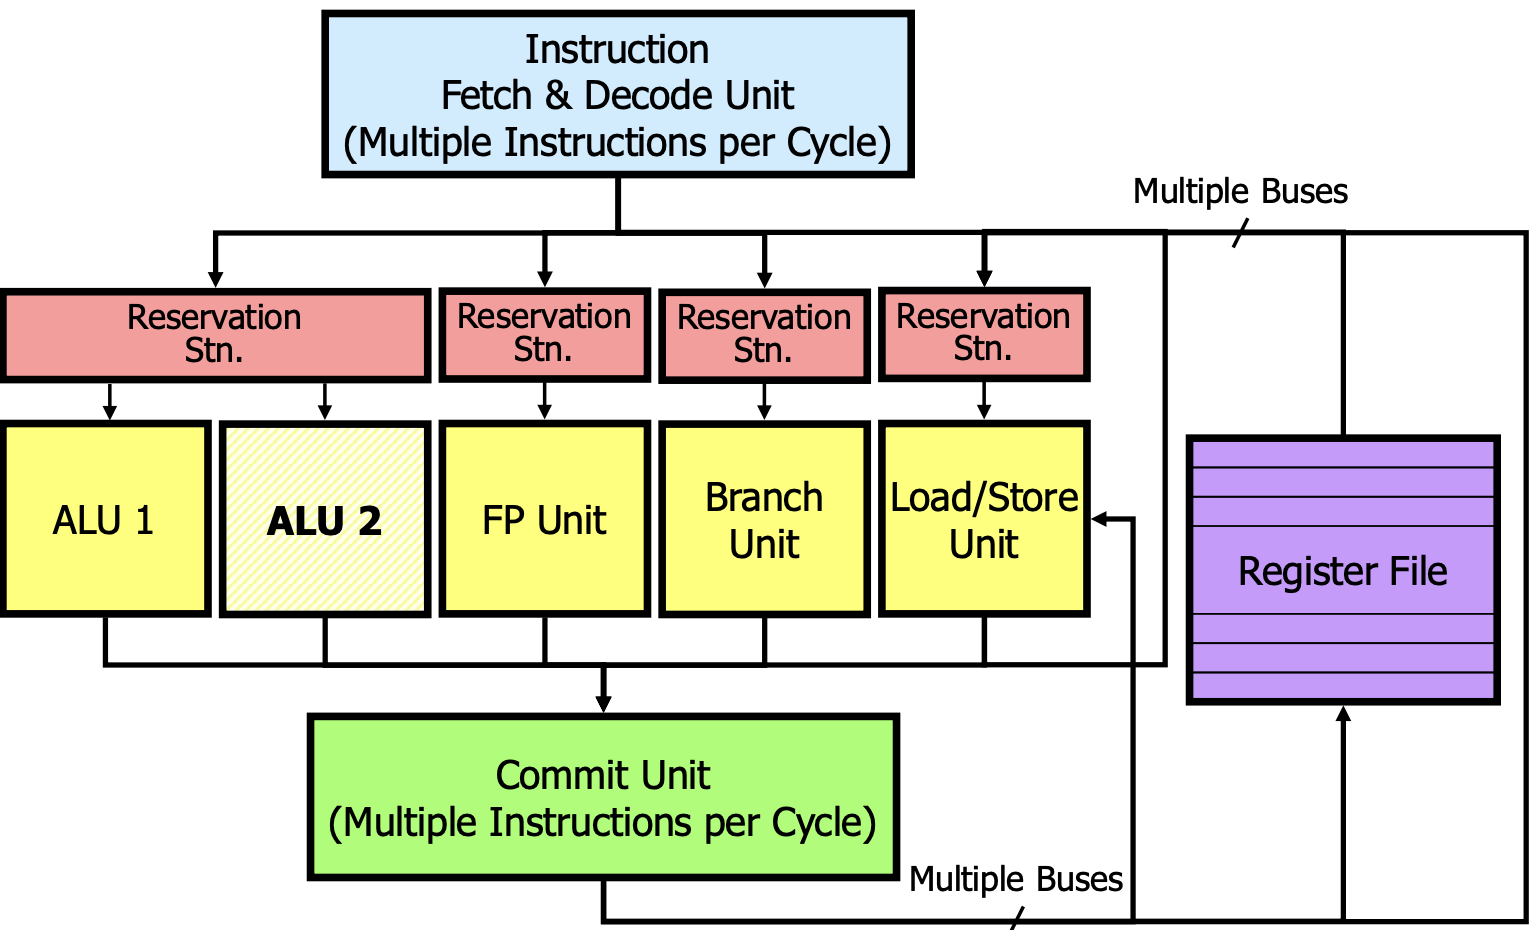 Instruction
Fetch & Decode Unit
(Multiple Instructions per Cycle)
Multiple Buses
Reservation
Stn.
Reservation
Stn.
Reservation
Stn.
Reservation
Stn.
ALU 1
ALU 2
FP Unit
Branch
Unit
Load/Store
Unit
Register File
Commit Unit
(Multiple Instructions per Cycle)
Multiple Buses